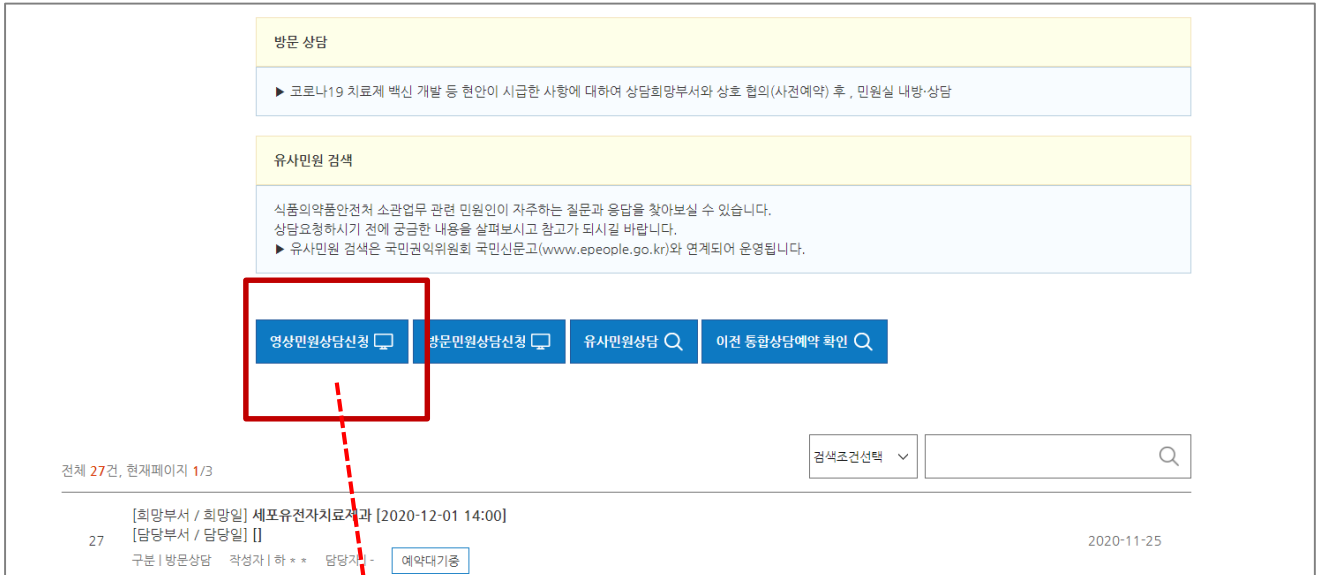 방문 상담
▶ 코로나19 치료제 백신 개발 등 현안이 시급한 사항에 대하여 상담희망부서와 상호 협의(사전예약) 후 , 민원실 내방·상담
유사민원 검색
식품의약품안전처 소관업무 관련 민원인이 자주하는 질문과 응답을 찾아보실 수 있습니다.
상담요청하시기 전에 궁금한 내용을 살펴보시고 참고가 되시길 바랍니다.
▶ 유사민원 검색은 국민권익위원회 국민신문고(www.epeople.go.kr)와 연계되어 운영됩니다.
영상민원상담신청 방문민원상담신청 유사민원상담 이전 통합상담예약 확인
검색조건선택
전체 27건, 현재페이지 1/3
[희망부서 / 희망일] 세포유전자치료제과 [2020-12-01 14:00]
27 [담당부서 / 담당일] [] 2020-11-25
구분 | 방문상담 작성자 | 하 * * 담당자 | - 예약대기중